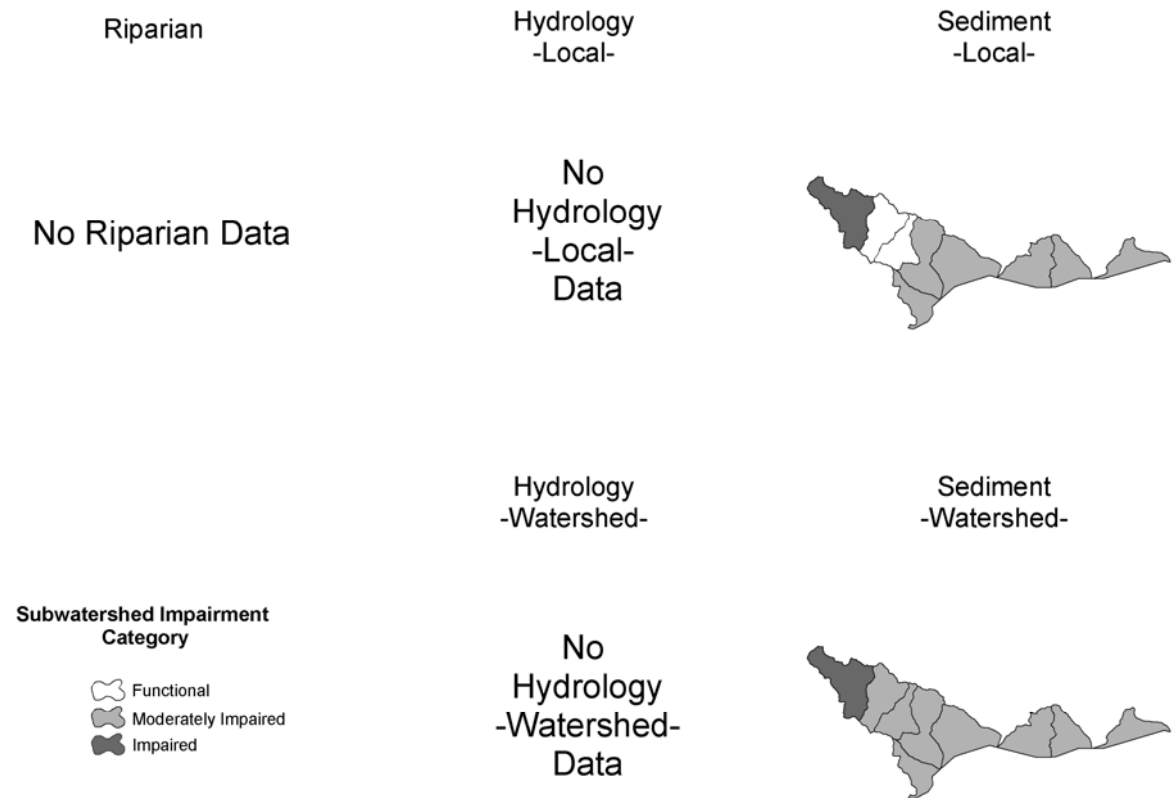 Riparian
Hydrology
-Local-
Sediment
-Local-
No Riparian Data
No
Hydrology
-Local-
Data
Hydrology
-Watershed-
Sediment
-Watershed-
Subwatershed Impairment
Category
Functional
Moderately Impaired
Impaired
No
Hydrology
-Watershed-
Data